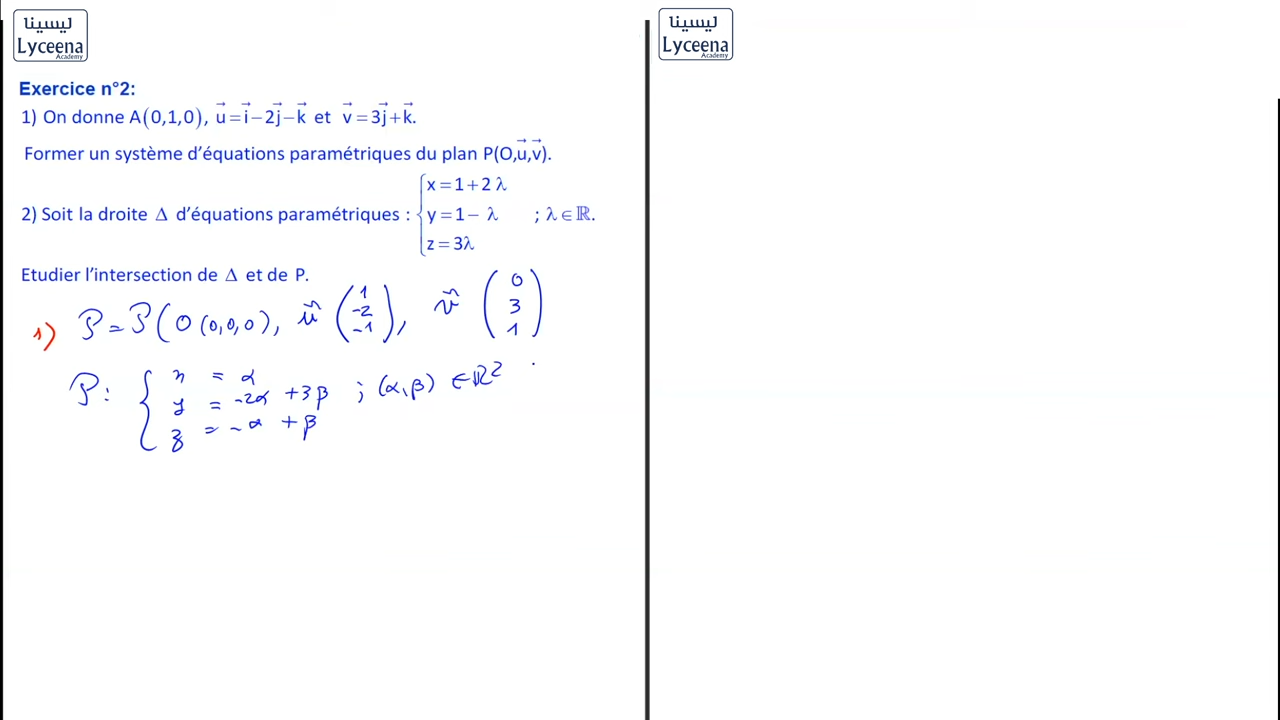 ليسينا
Lyceena
Academy
ليسينا
Lyceena
Academy
Exercice n°2:
1) On donne A(0,1,0), u⃗=i⃗−2j⃗−k⃗ et v⃗=3j⃗+k⃗.
Former un système d’équations paramétriques du plan P(O,u⃗,v⃗).
x=1+2λ
2) Soit la droite Δ d’équations paramétriques : { y=1−λ ; λ∈ℝ.
z=3λ
Etudier l’intersection de Δ et de P.
1) P = P(O(0,0,0), u⃗(1 -2 -1), v⃗(0 3 1)
P: { x = α
y = -2α +3β ; (α,β) ∈ ℝ²
z = -α + β